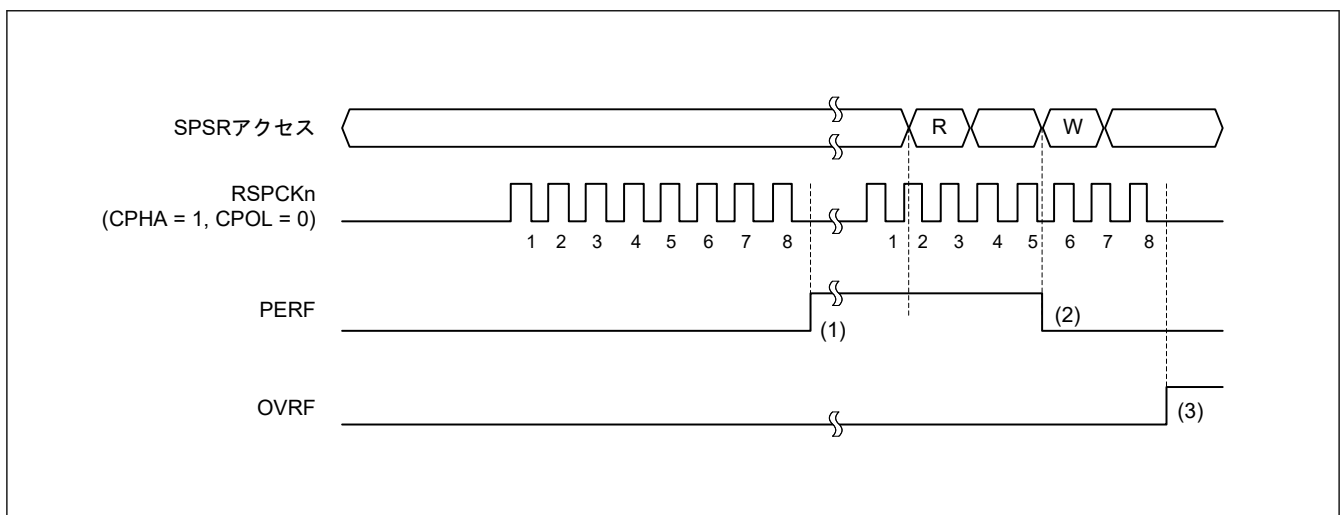 SPSRアクセス
R
W
RSPCKn
(CPHA = 1, CPOL = 0)
1 2 3 4 5 6 7 8
1 2 3 4 5 6 7 8
PERF
(1)
(2)
OVRF
(3)